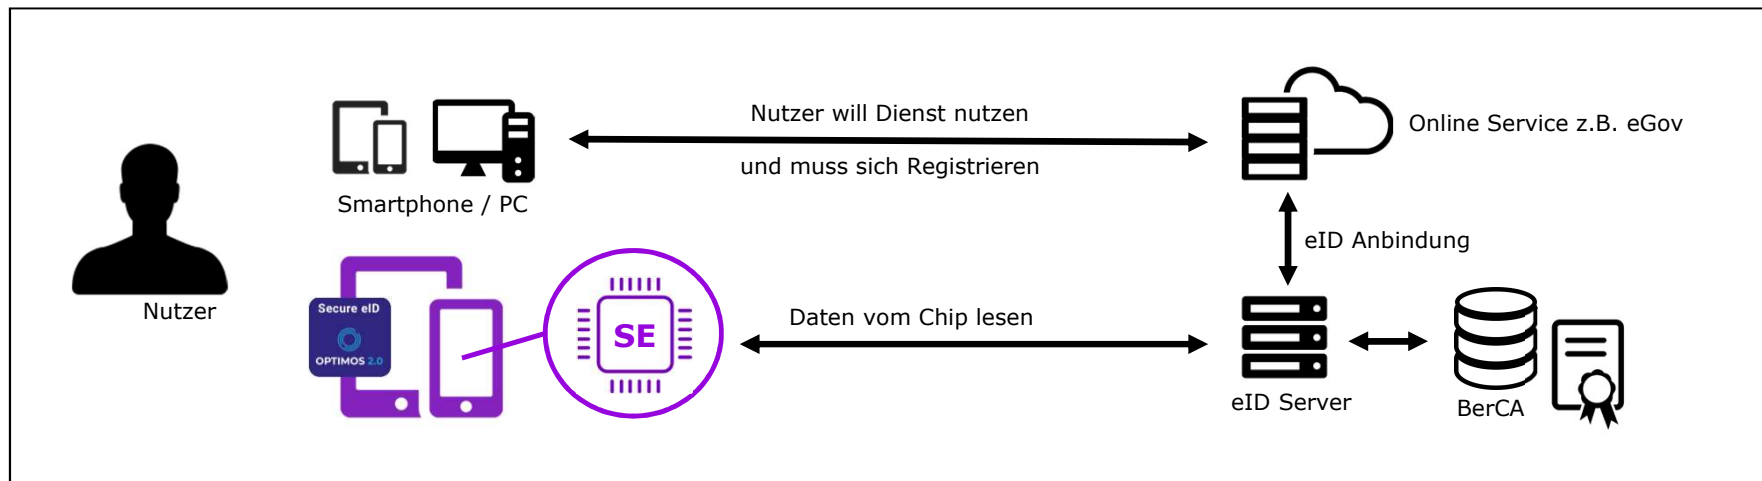 Nutzer will Dienst nutzen
und muss sich Registrieren
Online Service z.B. eGov
Smartphone / PC
eID Anbindung
Nutzer
Secure eID
OPTIMOS 2.0
SE
Daten vom Chip lesen
eID Server
BerCA